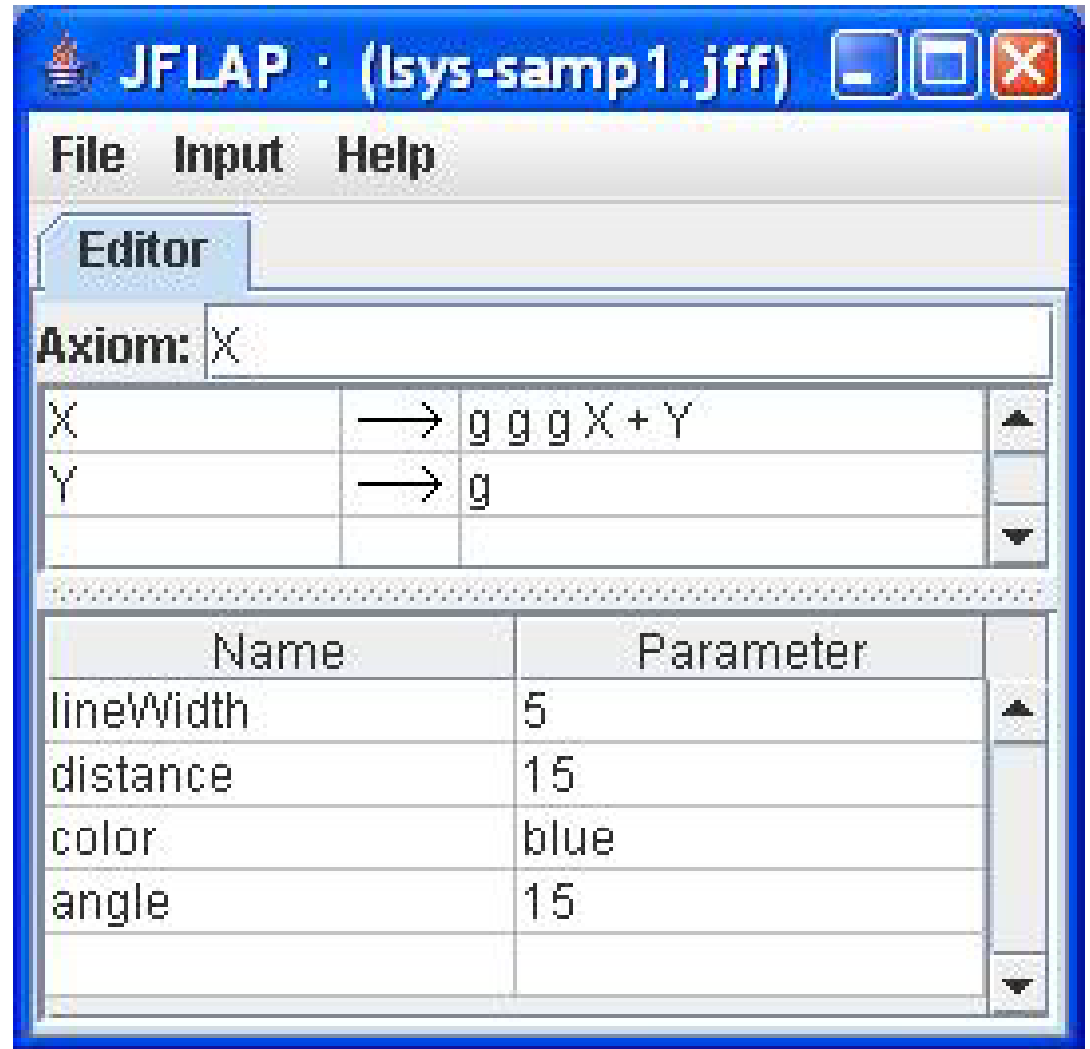 JFLAP : (lsys-samp1.jff)
File Input Help
Editor
Axiom: X
X → g g g X + Y
Y → g
Name Parameter
lineWidth 5
distance 15
color blue
angle 15